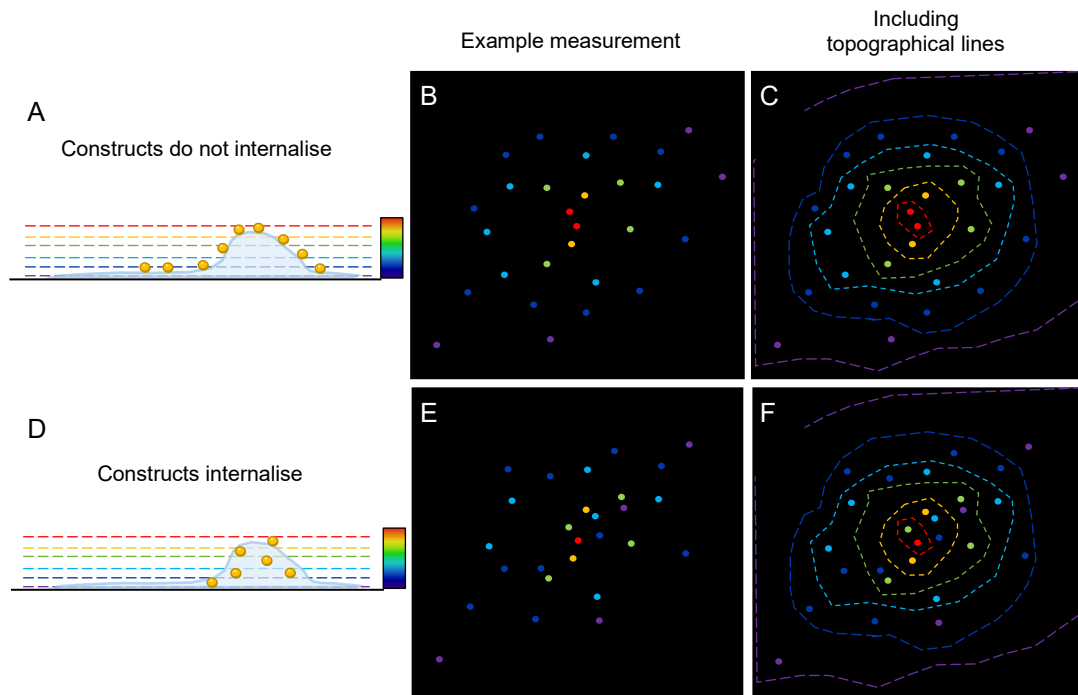 Example measurement
Including
topographical lines
A
Constructs do not internalise
B
C
D
Constructs internalise
E
F